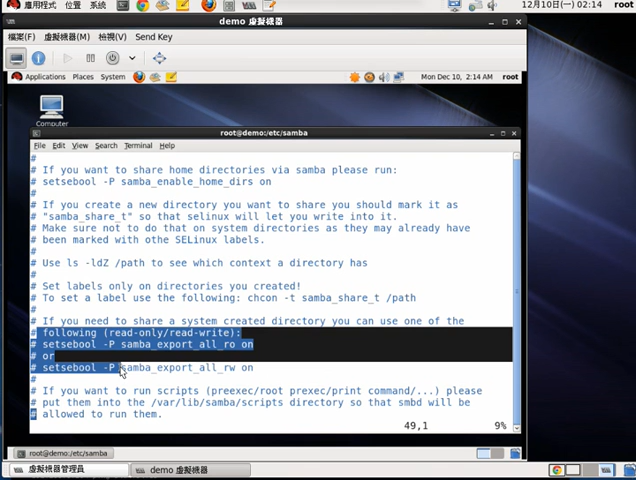 應用程式 位置 系統 12月10日(一) 02:14 root
demo 虛擬機器
檔案(F) 虛擬機器(M) 檢視(V) Send Key
Applications Places System Mon Dec 10, 2:14 AM root
Computer
root@demo:/etc/samba
File Edit View Search Terminal Help
#
# If you want to share home directories via samba please run:
# setsebool -P samba_enable_home_dirs on
#
# If you create a new directory you want to share you should mark it as
# "samba_share_t" so that selinux will let you write into it.
# Make sure not to do that on system directories as they may already have
# been marked with othe SELinux labels.
#
# Use ls -ldZ /path to see which context a directory has
#
# Set labels only on directories you created!
# To set a label use the following: chcon -t samba_share_t /path
#
# If you need to share a system created directory you can use one of the
# following (read-only/read-write):
# setsebool -P samba_export_all_ro on
# or
# setsebool -P samba_export_all_rw on
#
# If you want to run scripts (preexec/root prexec/print command/...) please
# put them into the /var/lib/samba/scripts directory so that smbd will be
# allowed to run them.
49,1 9%
root@demo:/etc/samba
虛擬機器管理員 demo 虛擬機器